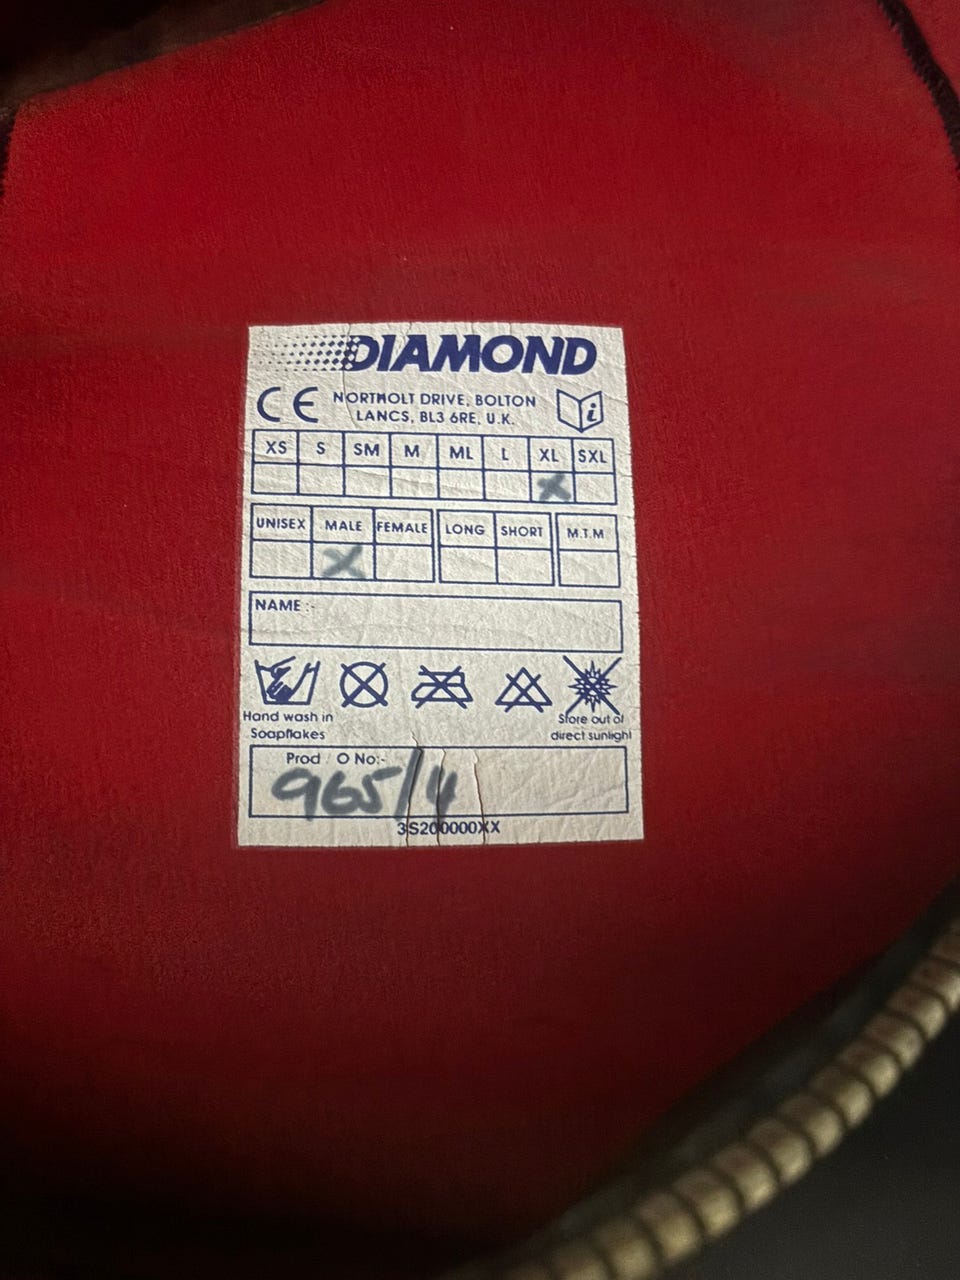 DIAMOND
CE NORTHOLT DRIVE, BOLTON
LANCS, BL3 6RE, U.K.
i
XS S SM M ML L XL SXL
X
UNISEX MALE FEMALE LONG SHORT M.T.M
X
NAME :-
Hand wash in
Soapflakes
Store out of
direct sunlight
Prod O No:-
965/4
3S200000XX